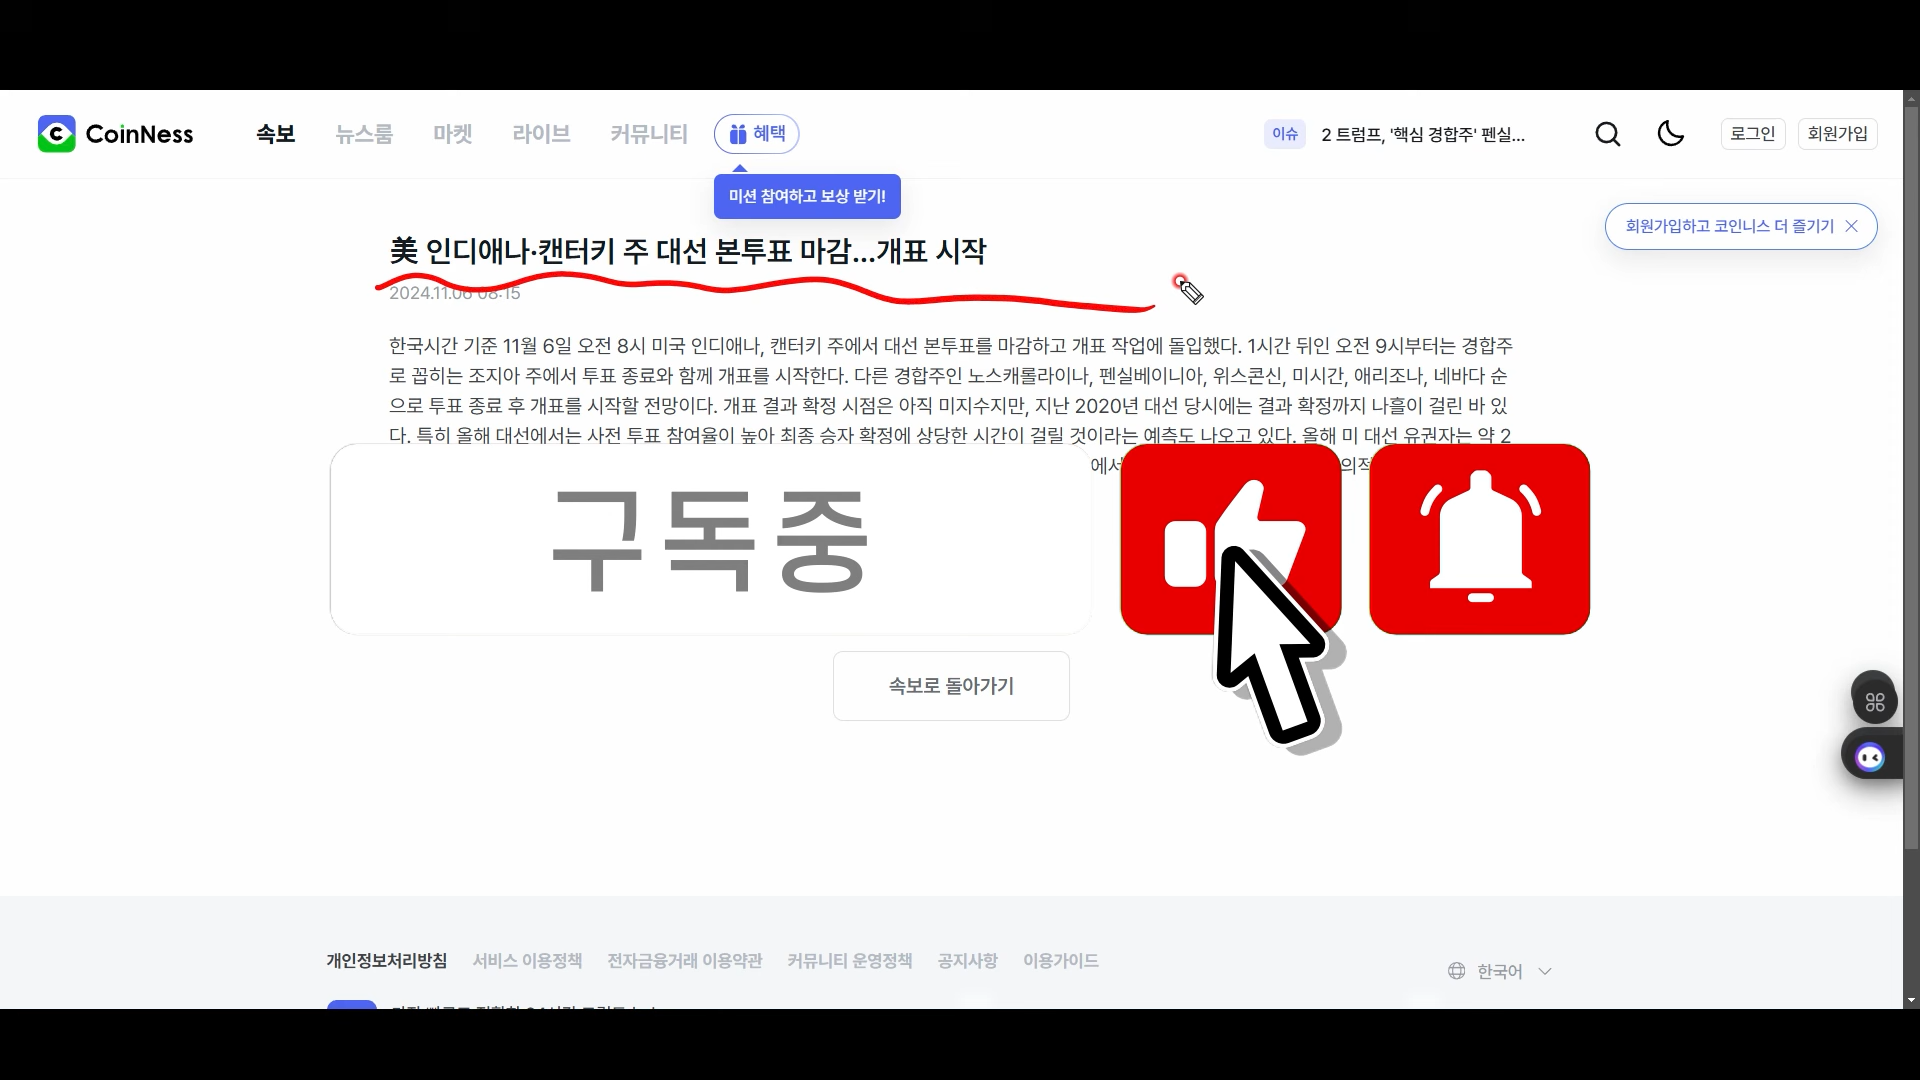 CoinNess 속보 뉴스룸 마켓 라이브 커뮤니티 혜택 이슈 2 트럼프, '핵심 경합주' 펜실... 로그인 회원가입
미션 참여하고 보상 받기!
회원가입하고 코인니스 더 즐기기
美 인디애나·캔터키 주 대선 본투표 마감...개표 시작
2024.11.06 08:15
한국시간 기준 11월 6일 오전 8시 미국 인디애나, 캔터키 주에서 대선 본투표를 마감하고 개표 작업에 돌입했다. 1시간 뒤인 오전 9시부터는 경합주
로 꼽히는 조지아 주에서 투표 종료와 함께 개표를 시작한다. 다른 경합주인 노스캐롤라이나, 펜실베이니아, 위스콘신, 미시간, 애리조나, 네바다 순
으로 투표 종료 후 개표를 시작할 전망이다. 개표 결과 확정 시점은 아직 미지수지만, 지난 2020년 대선 당시에는 결과 확정까지 나흘이 걸린 바 있
다. 특히 올해 대선에서는 사전 투표 참여율이 높아 최종 승자 확정에 상당한 시간이 걸릴 것이라는 예측도 나오고 있다. 올해 미 대선 유권자는 약 2
에서
구독중
속보로 돌아가기
개인정보처리방침 서비스 이용정책 전자금융거래 이용약관 커뮤니티 운영정책 공지사항 이용가이드
한국어